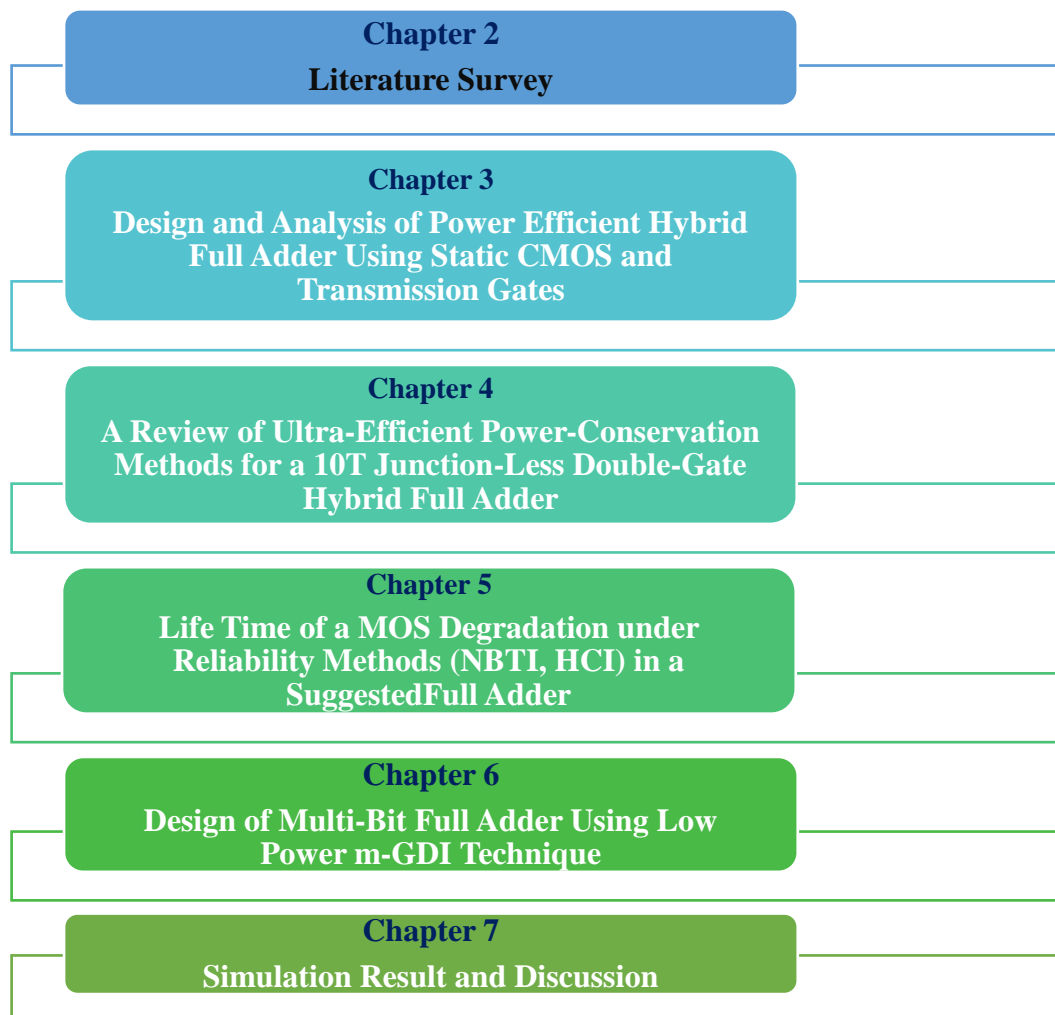 Chapter 2
Literature Survey
Chapter 3
Design and Analysis of Power Efficient Hybrid
Full Adder Using Static CMOS and
Transmission Gates
Chapter 4
A Review of Ultra-Efficient Power-Conservation
Methods for a 10T Junction-Less Double-Gate
Hybrid Full Adder
Chapter 5
Life Time of a MOS Degradation under
Reliability Methods (NBTI, HCI) in a
SuggestedFull Adder
Chapter 6
Design of Multi-Bit Full Adder Using Low
Power m-GDI Technique
Chapter 7
Simulation Result and Discussion